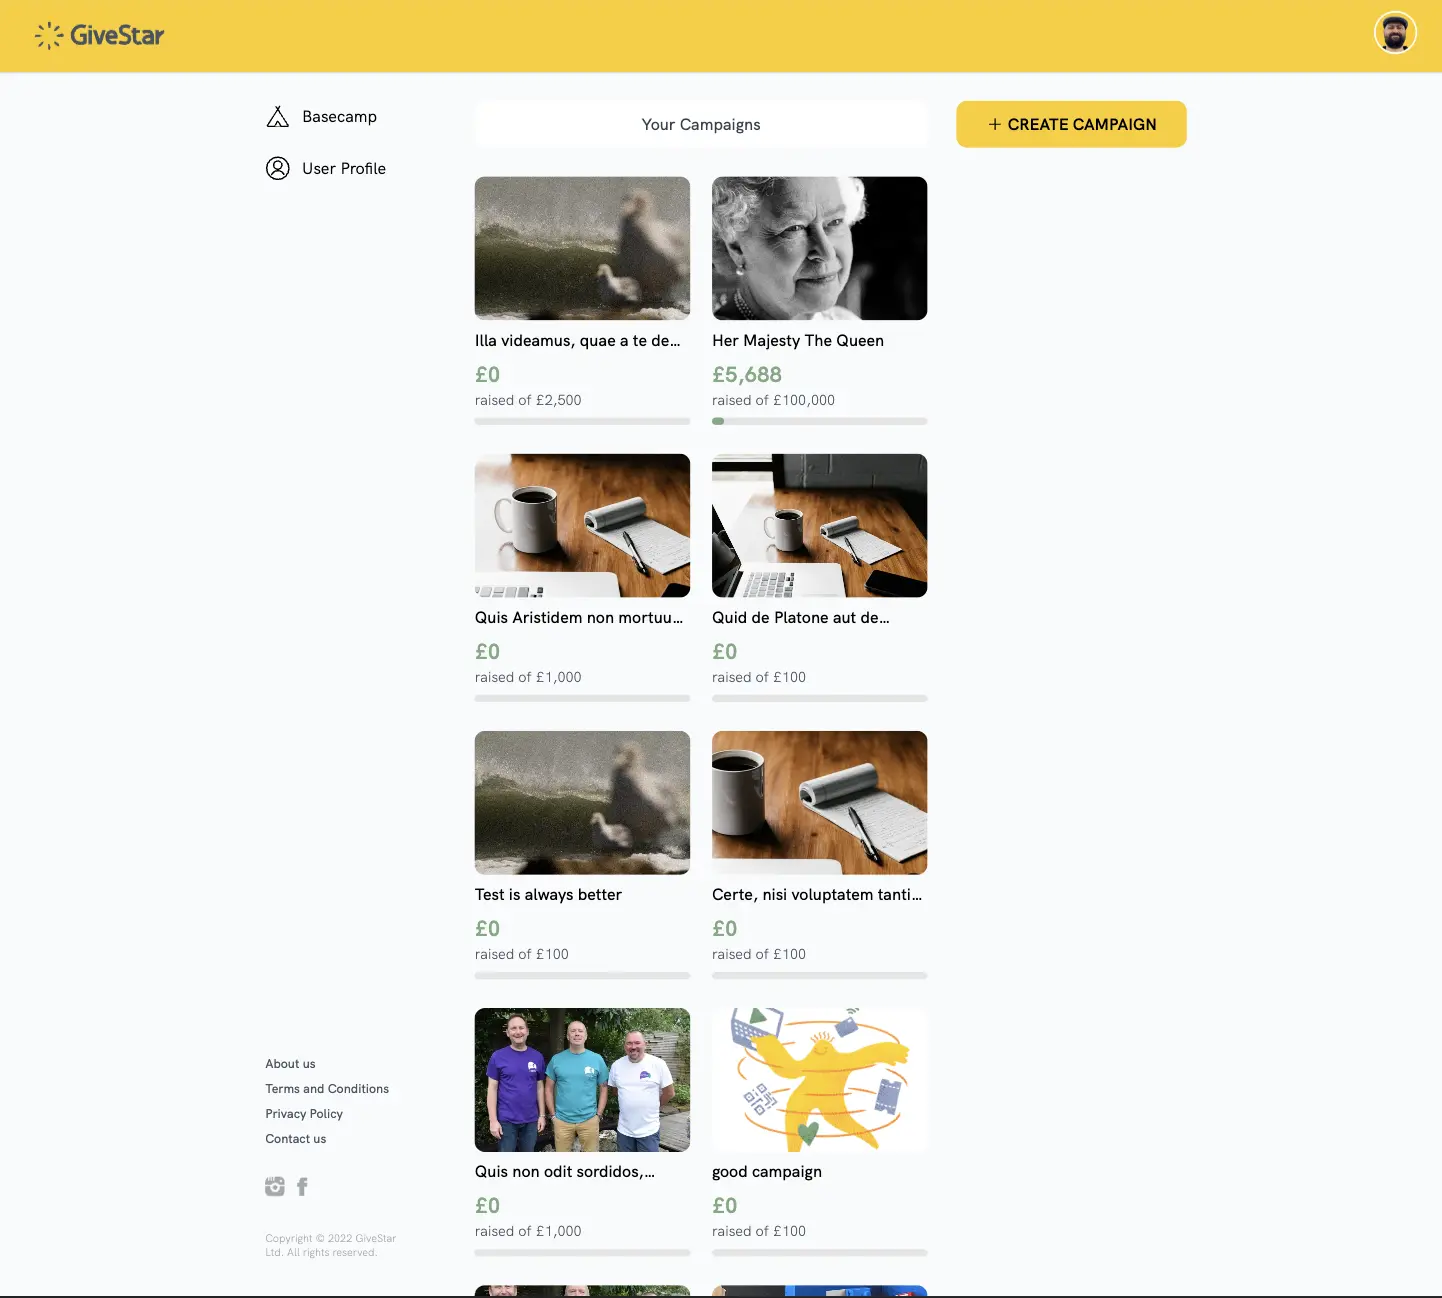 GiveStar
Basecamp
User Profile
Your Campaigns
+ CREATE CAMPAIGN
Illa videamus, quae a te de...
£0
raised of £2,500
Her Majesty The Queen
£5,688
raised of £100,000
Quis Aristidem non mortuu...
£0
raised of £1,000
Quid de Platone aut de...
£0
raised of £100
Test is always better
£0
raised of £100
Certe, nisi voluptatem tanti...
£0
raised of £100
Quis non odit sordidos,...
£0
raised of £1,000
good campaign
£0
raised of £100
About us
Terms and Conditions
Privacy Policy
Contact us
Copyright © 2022 GiveStar
Ltd. All rights reserved.